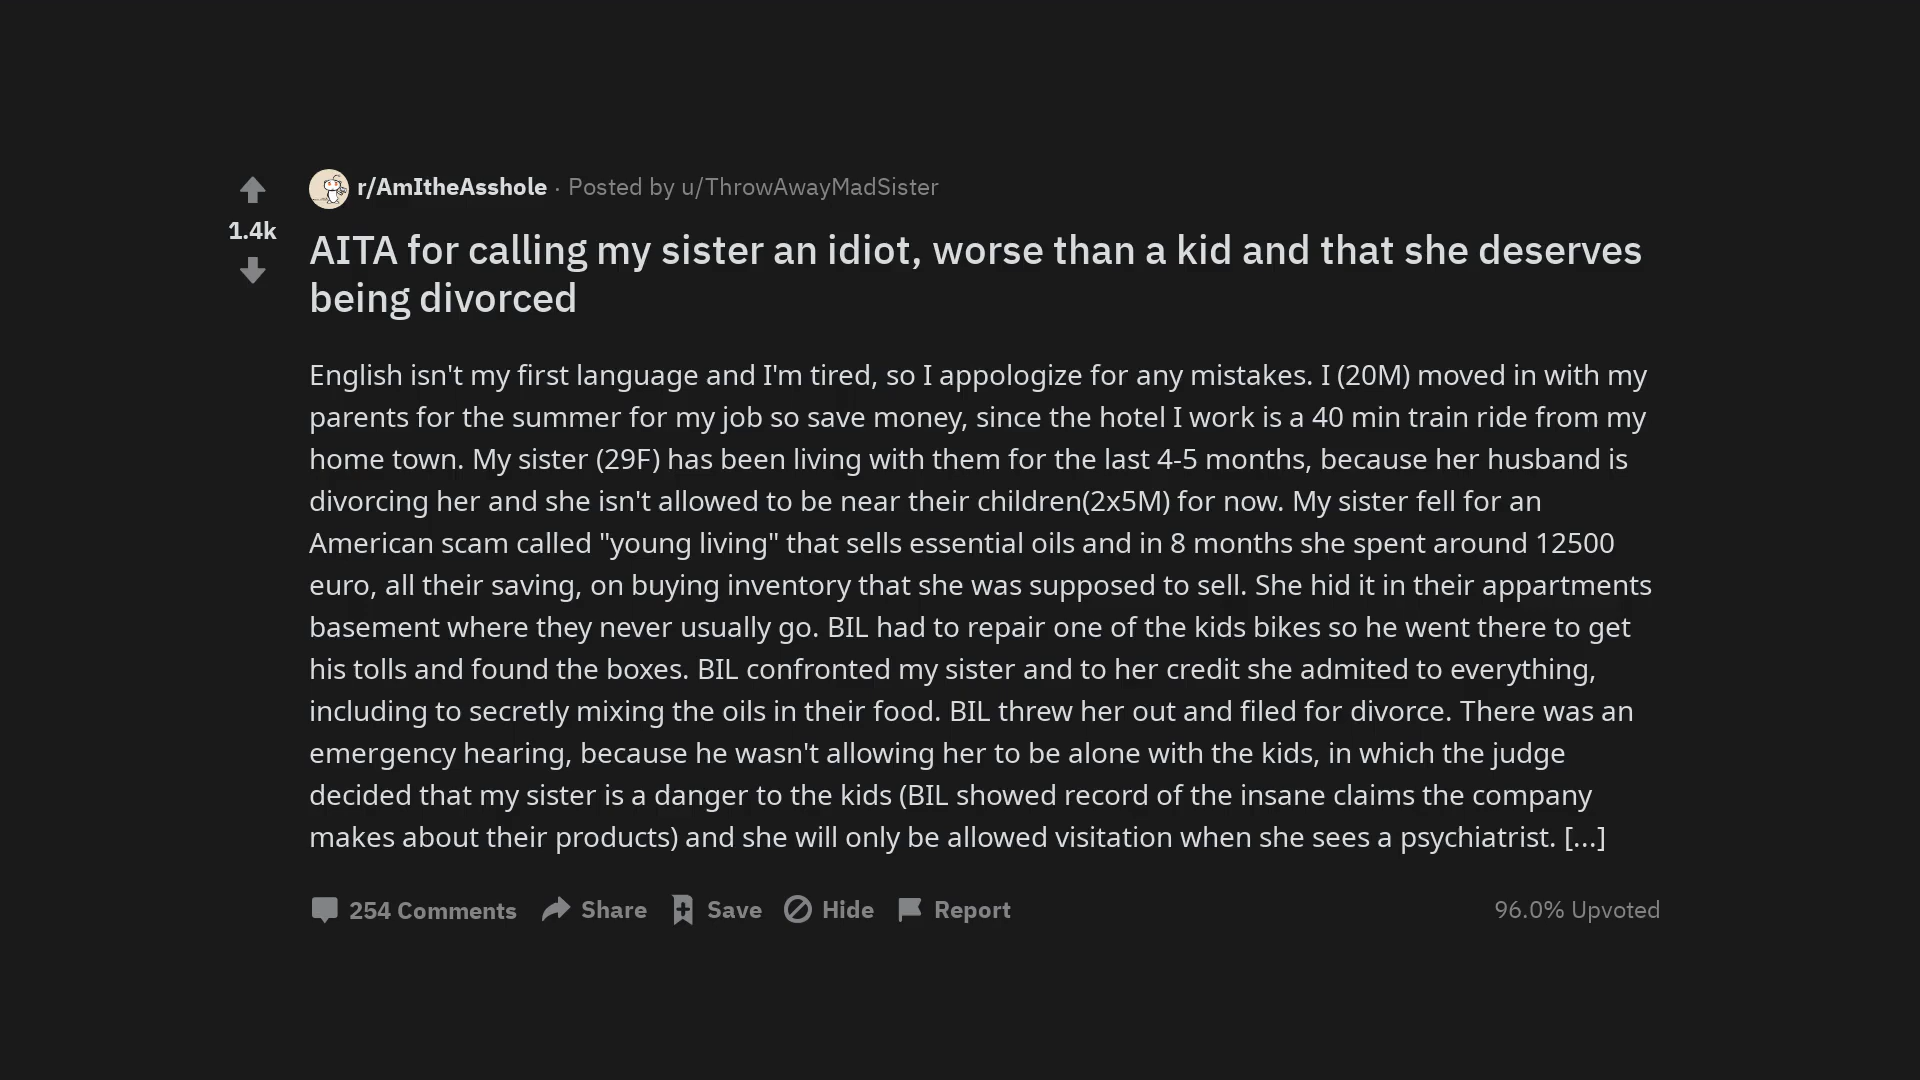 r/AmItheAsshole · Posted by u/ThrowAwayMadSister
1.4k
AITA for calling my sister an idiot, worse than a kid and that she deserves
being divorced
English isn't my first language and I'm tired, so I appologize for any mistakes. I (20M) moved in with my
parents for the summer for my job so save money, since the hotel I work is a 40 min train ride from my
home town. My sister (29F) has been living with them for the last 4-5 months, because her husband is
divorcing her and she isn't allowed to be near their children(2x5M) for now. My sister fell for an
American scam called "young living" that sells essential oils and in 8 months she spent around 12500
euro, all their saving, on buying inventory that she was supposed to sell. She hid it in their appartments
basement where they never usually go. BIL had to repair one of the kids bikes so he went there to get
his tolls and found the boxes. BIL confronted my sister and to her credit she admited to everything,
including to secretly mixing the oils in their food. BIL threw her out and filed for divorce. There was an
emergency hearing, because he wasn't allowing her to be alone with the kids, in which the judge
decided that my sister is a danger to the kids (BIL showed record of the insane claims the company
makes about their products) and she will only be allowed visitation when she sees a psychiatrist. [...]
254 Comments Share Save Hide Report 96.0% Upvoted